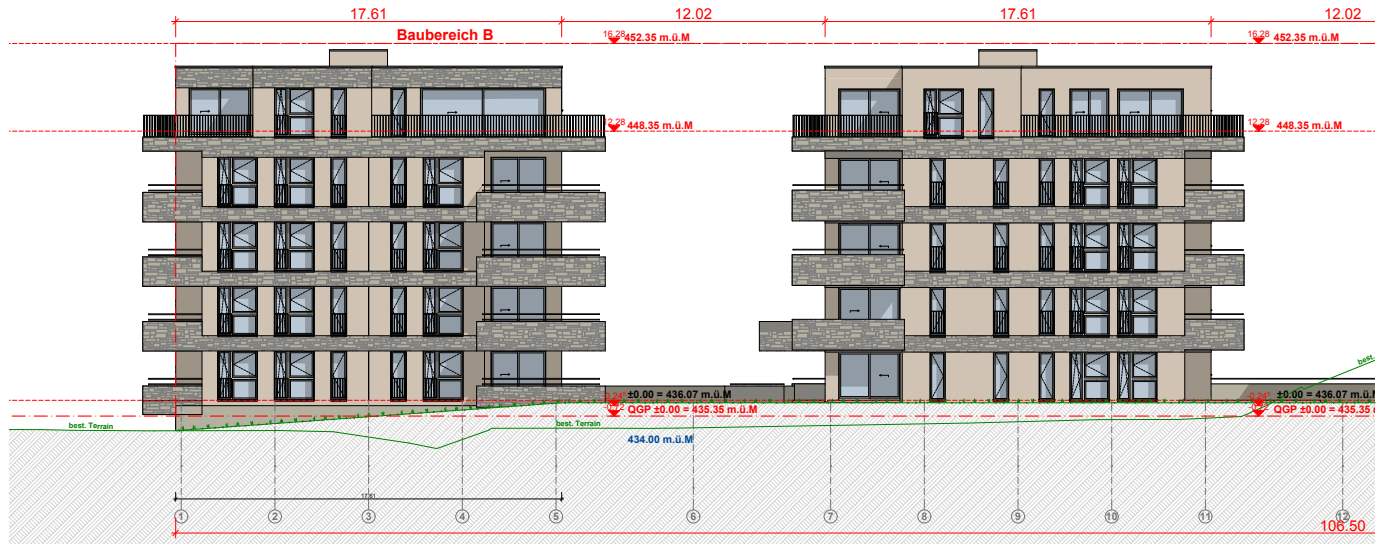 17.61 12.02 17.61 12.02
Baubereich B
16.28 452.35 m.ü.M 16.28 452.35 m.ü.M
12.28 448.35 m.ü.M 12.28 448.35 m.ü.M
best.
±0.00 = 436.07 m.ü.M ±0.00 = 436.07 m.ü.M
QGP ±0.00 = 435.35 m.ü.M QGP ±0.00 = 435.35 m.ü.M
best. Terrain best. Terrain
434.00 m.ü.M
17.61
1 2 3 4 5 6 7 8 9 10 11 12
106.50